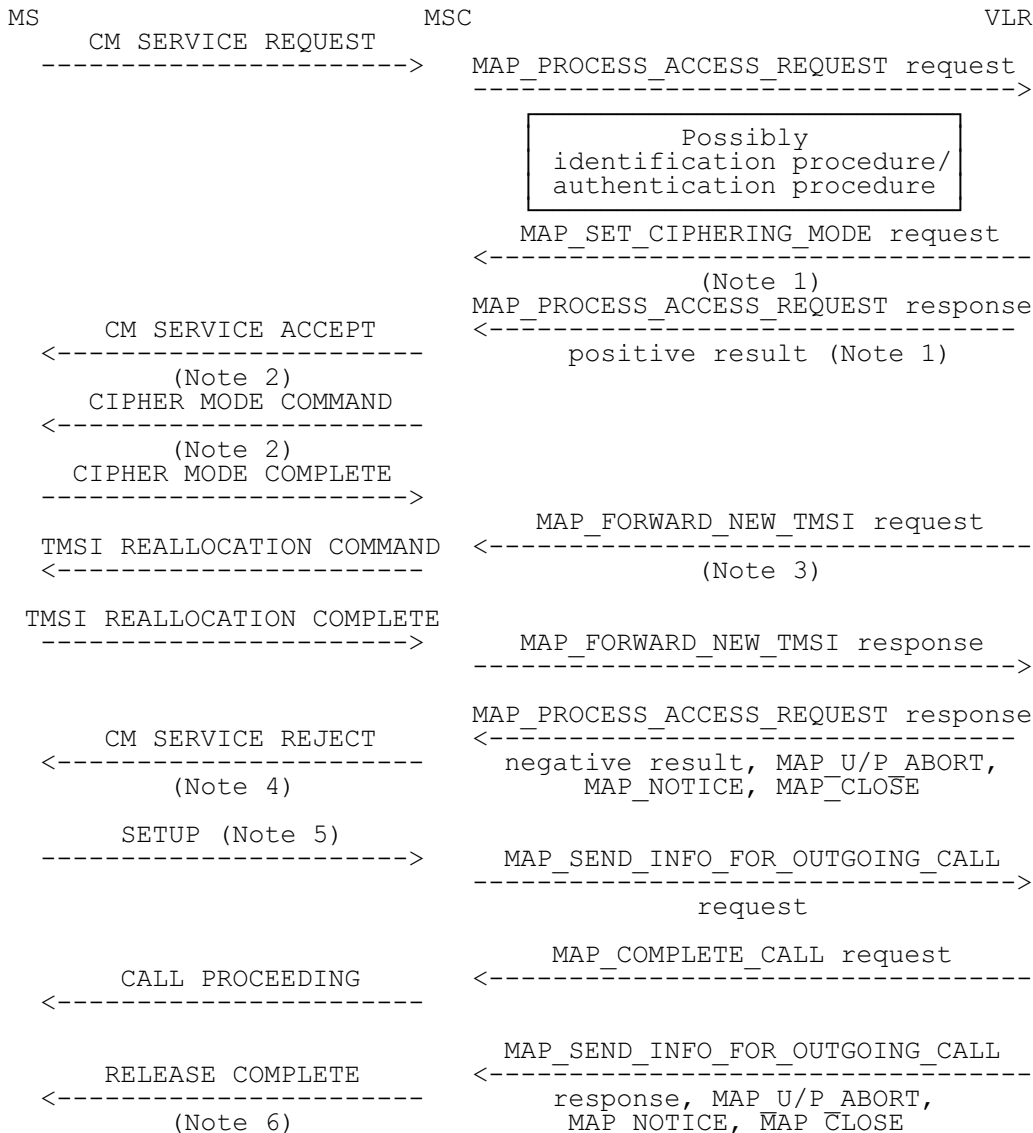 MS MSC VLR
CM SERVICE REQUEST
MAP_PROCESS_ACCESS_REQUEST request
Possibly
identification procedure/
authentication procedure
MAP_SET_CIPHERING_MODE request
(Note 1)
MAP_PROCESS_ACCESS_REQUEST response
CM SERVICE ACCEPT
positive result (Note 1)
(Note 2)
CIPHER MODE COMMAND
(Note 2)
CIPHER MODE COMPLETE
MAP_FORWARD_NEW_TMSI request
TMSI REALLOCATION COMMAND
(Note 3)
TMSI REALLOCATION COMPLETE
MAP_FORWARD_NEW_TMSI response
MAP_PROCESS_ACCESS_REQUEST response
CM SERVICE REJECT
negative result, MAP_U/P_ABORT,
(Note 4) MAP_NOTICE, MAP_CLOSE
SETUP (Note 5)
MAP_SEND_INFO_FOR_OUTGOING_CALL
request
MAP_COMPLETE_CALL request
CALL PROCEEDING
MAP_SEND_INFO_FOR_OUTGOING_CALL
RELEASE COMPLETE
response, MAP_U/P_ABORT,
(Note 6) MAP_NOTICE, MAP_CLOSE